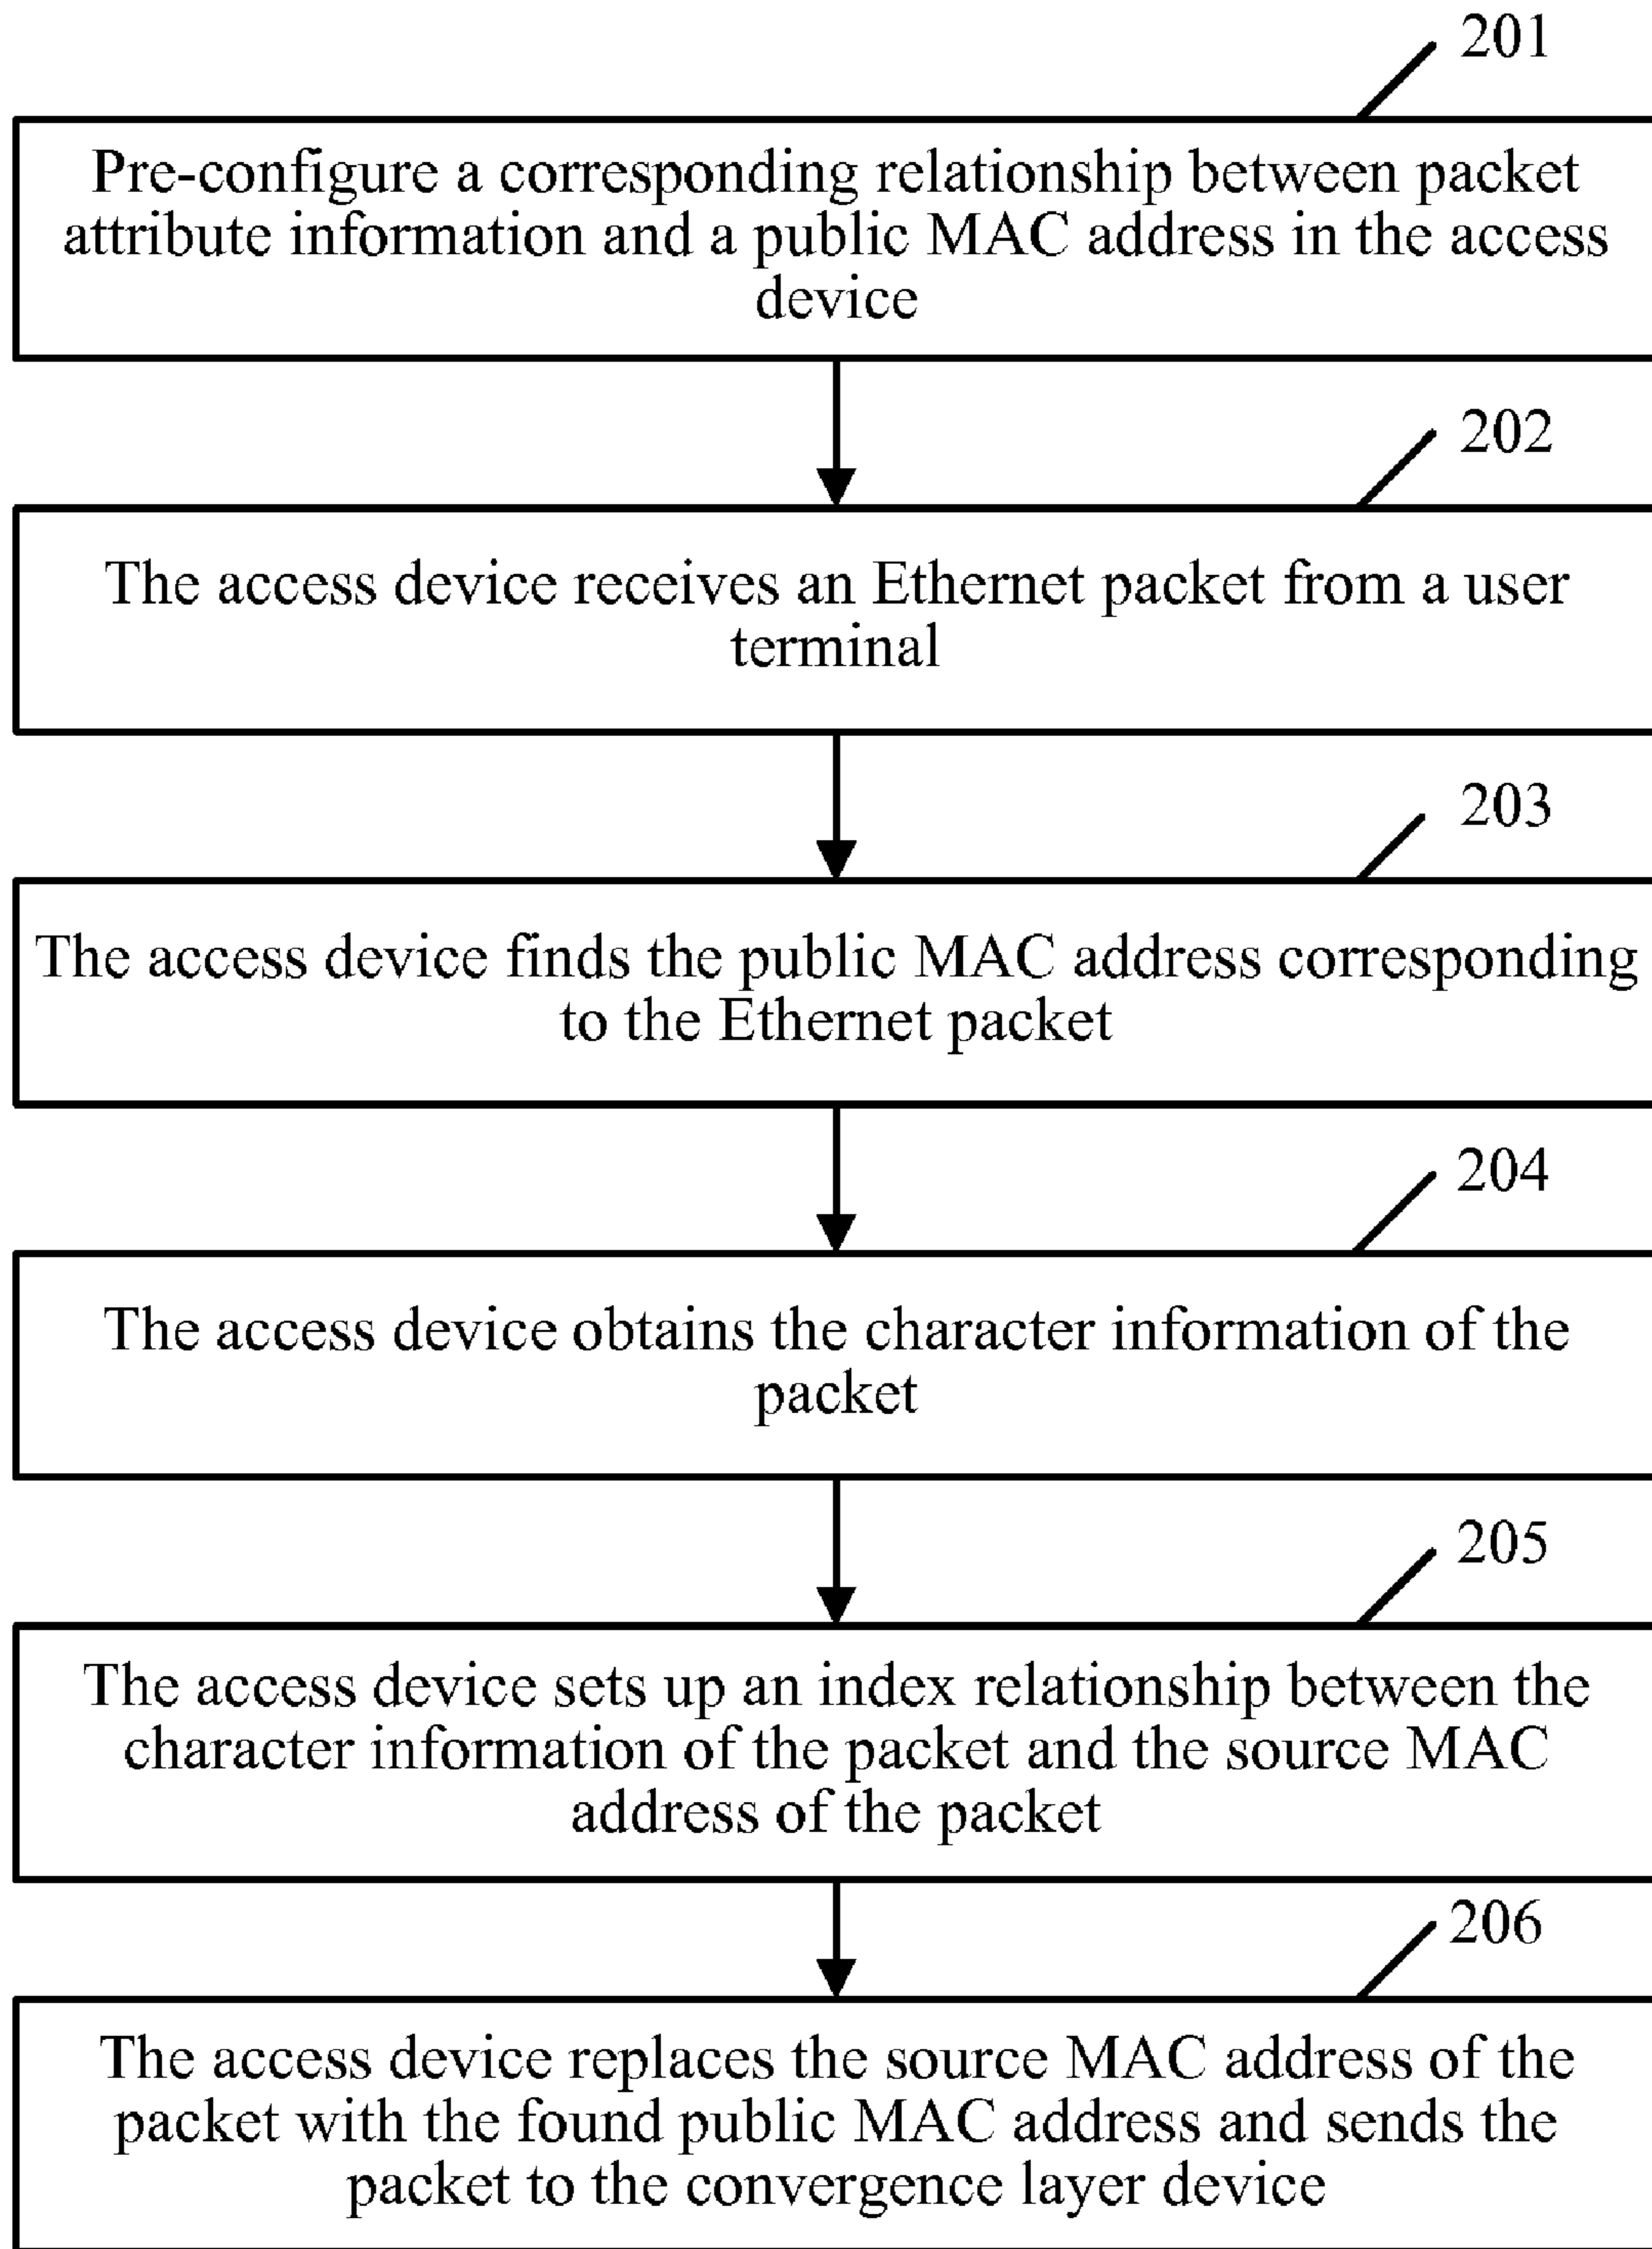 201
Pre-configure a corresponding relationship between packet
attribute information and a public MAC address in the access
device
202
The access device receives an Ethernet packet from a user
terminal
203
The access device finds the public MAC address corresponding
to the Ethernet packet
204
The access device obtains the character information of the
packet
205
The access device sets up an index relationship between the
character information of the packet and the source MAC
address of the packet
206
The access device replaces the source MAC address of the
packet with the found public MAC address and sends the
packet to the convergence layer device